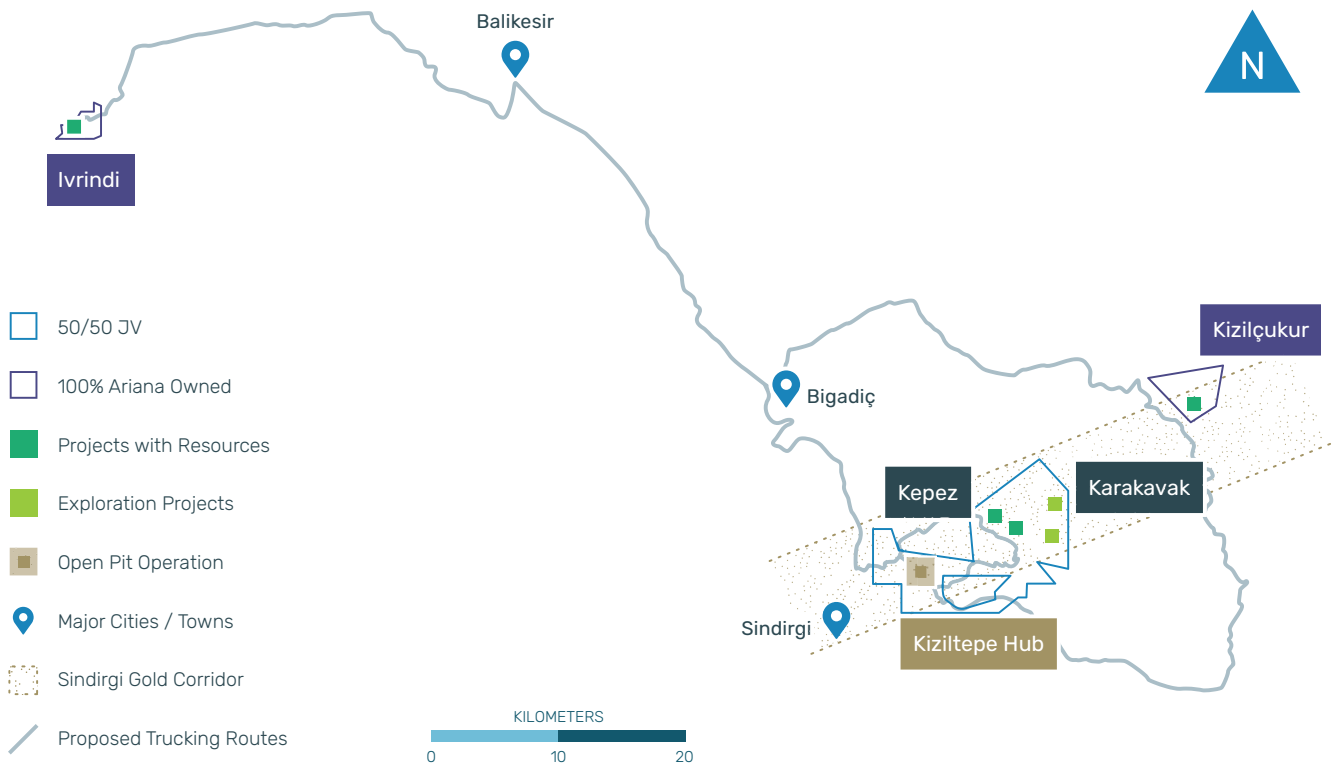 Balikesir
N
Ivrindi
Kizilçukur
50/50 JV
100% Ariana Owned
Bigadiç
Projects with Resources
Kepez
Karakavak
Exploration Projects
Open Pit Operation
Major Cities / Towns
Sindirgi
Kiziltepe Hub
Sindirgi Gold Corridor
KILOMETERS
Proposed Trucking Routes
0 10 20